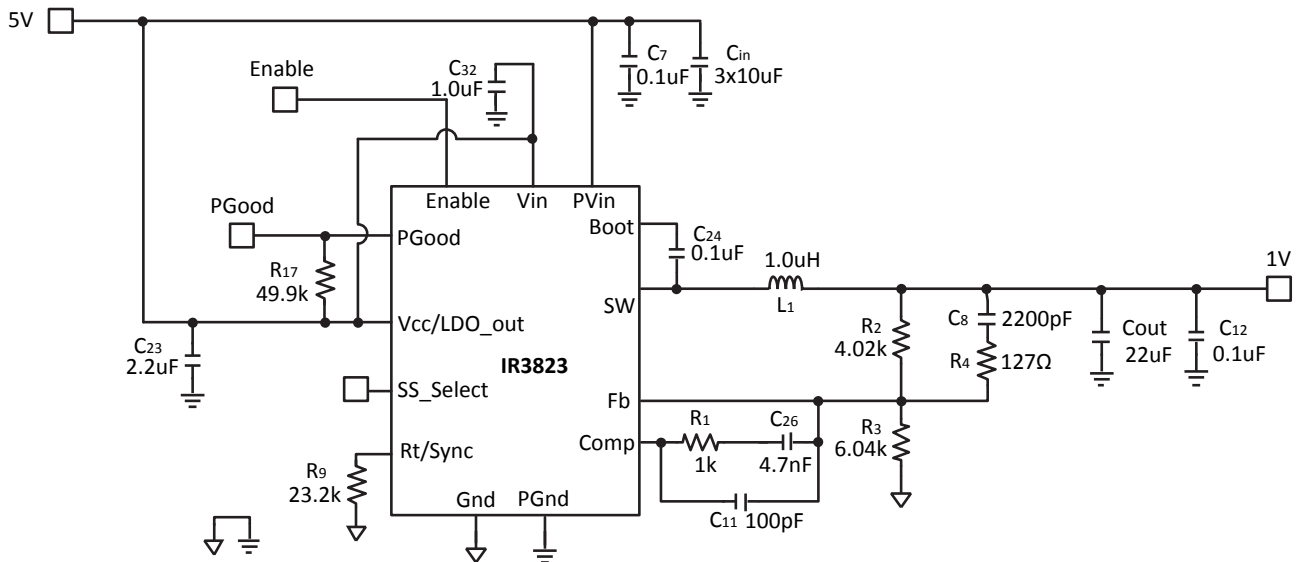 5V
Enable
C32
1.0uF
C7
0.1uF
Cin
3x10uF
PGood
Enable
Vin
PVin
Boot
PGood
C24
0.1uF
R17
49.9k
1.0uH
L1
1V
SW
Vcc/LDO_out
C23
2.2uF
IR3823
R2
4.02k
C8
2200pF
R4
127Ω
Cout
22uF
C12
0.1uF
SS_Select
Fb
Comp
R1
1k
C26
4.7nF
R3
6.04k
Rt/Sync
R9
23.2k
Gnd
PGnd
C11
100pF